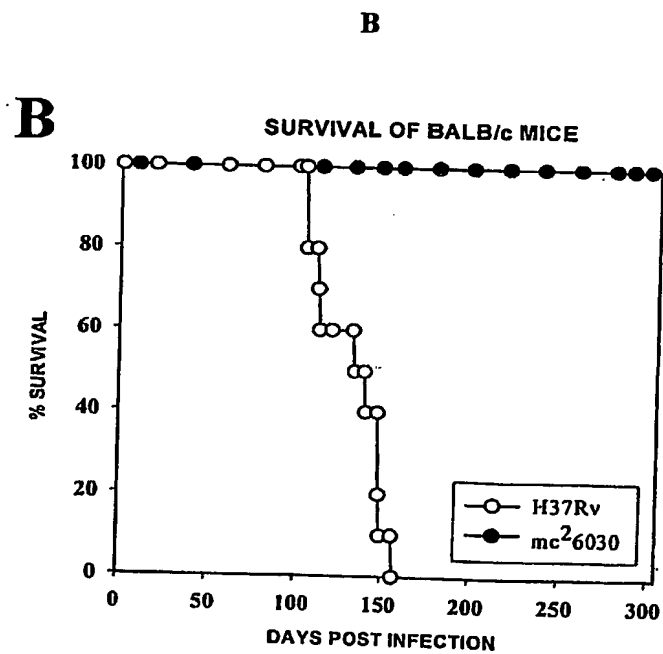 B
B
SURVIVAL OF BALB/c MICE
100
80
60
40
20
0
% SURVIVAL
H37Rv
mc²6030
0 50 100 150 200 250 300
DAYS POST INFECTION